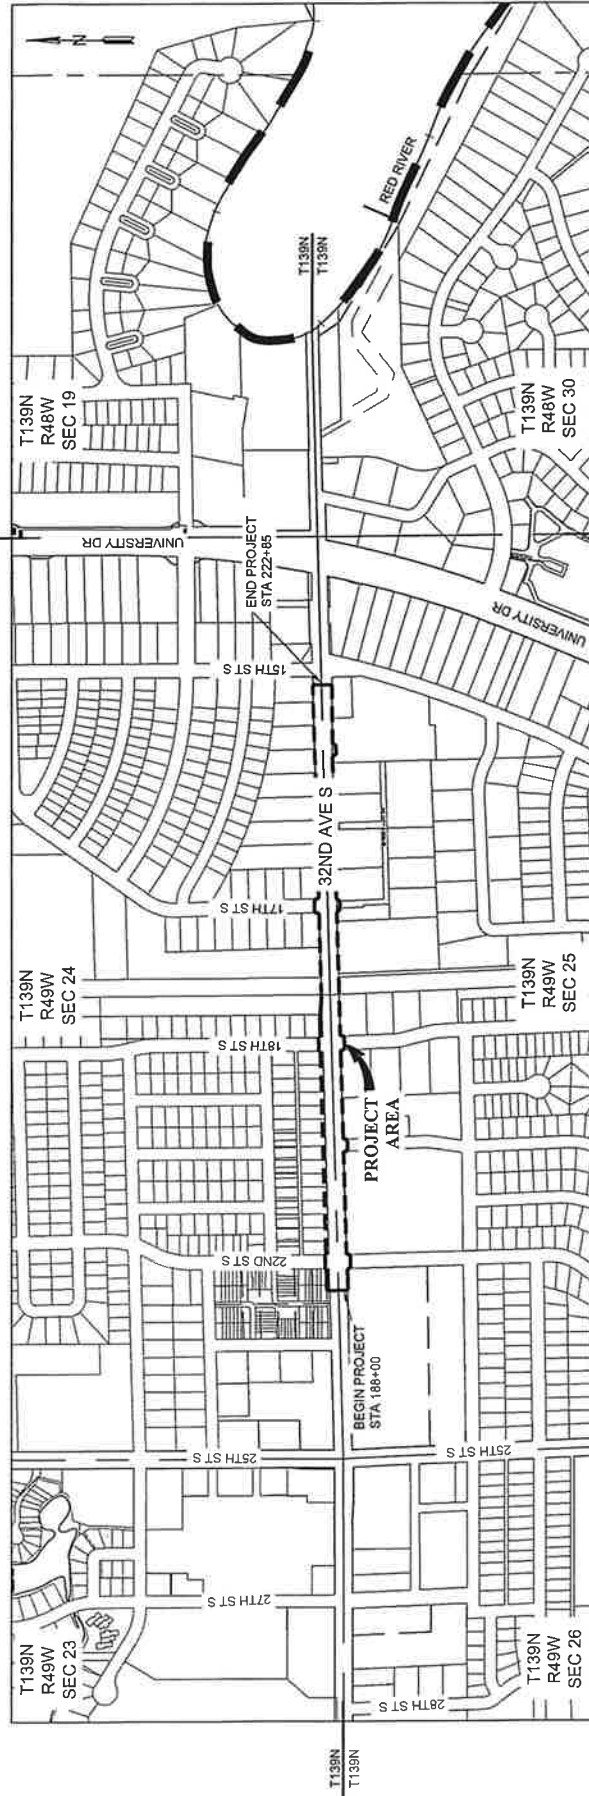 T139N
R49W
SEC 23
T139N
R49W
SEC 24
T139N
R48W
SEC 19
N
27TH ST S
25TH ST S
22ND ST S
18TH ST S
17TH ST S
15TH ST S
UNIVERSITY DR
END PROJECT
STA 222+85
T139N
T139N
RED RIVER
T139N
T139N
32ND AVE S
BEGIN PROJECT
STA 188+00
PROJECT
AREA
28TH ST S
25TH ST S
UNIVERSITY DR
T139N
R49W
SEC 26
T139N
R49W
SEC 25
T139N
R48W
SEC 30